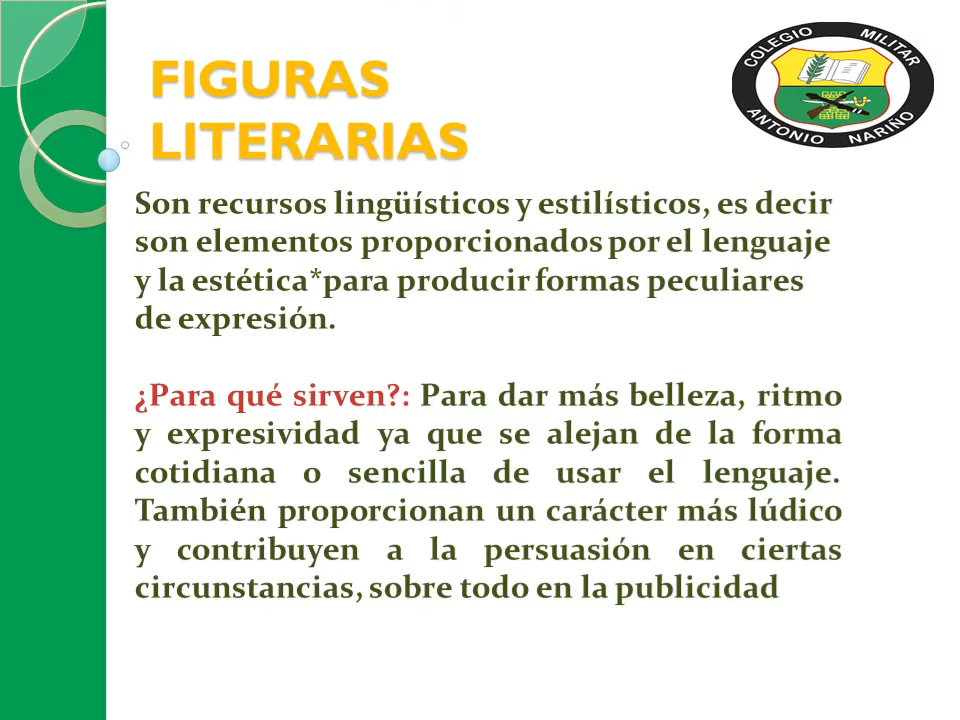 FIGURAS
LITERARIAS
COLEGIO MILITAR
ANTONIO NARIÑO
Son recursos lingüísticos y estilísticos, es decir
son elementos proporcionados por el lenguaje
y la estética*para producir formas peculiares
de expresión.
¿Para qué sirven?: Para dar más belleza, ritmo
y expresividad ya que se alejan de la forma
cotidiana o sencilla de usar el lenguaje.
También proporcionan un carácter más lúdico
y contribuyen a la persuasión en ciertas
circunstancias, sobre todo en la publicidad